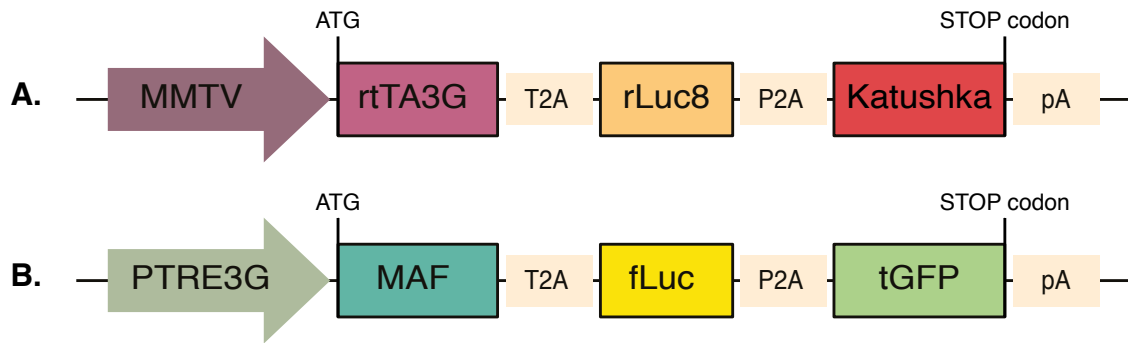 ATG STOP codon
A. MMTV rtTA3G T2A rLuc8 P2A Katushka pA
ATG STOP codon
B. PTRE3G MAF T2A fLuc P2A tGFP pA